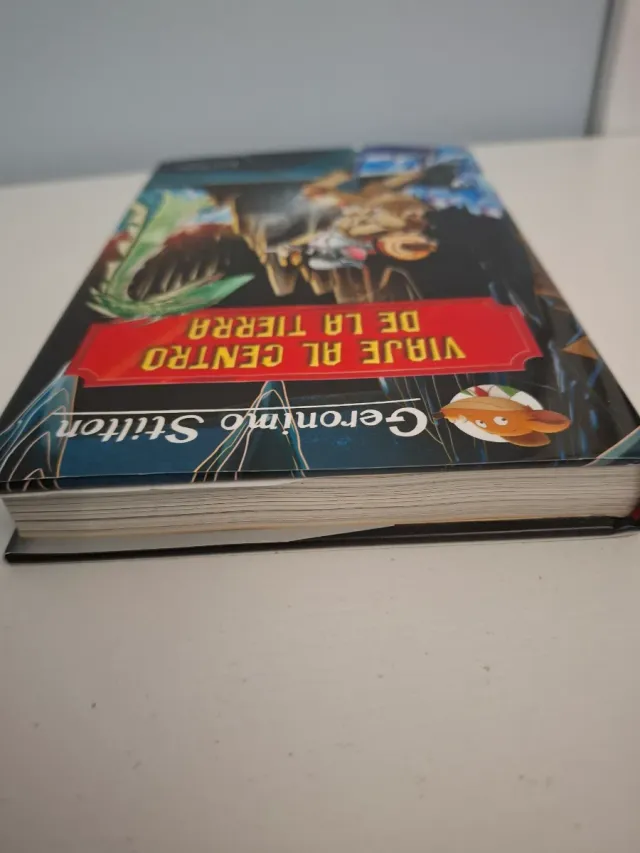 Geronimo Stilton
VIAJE AL CENTRO
DE LA TIERRA